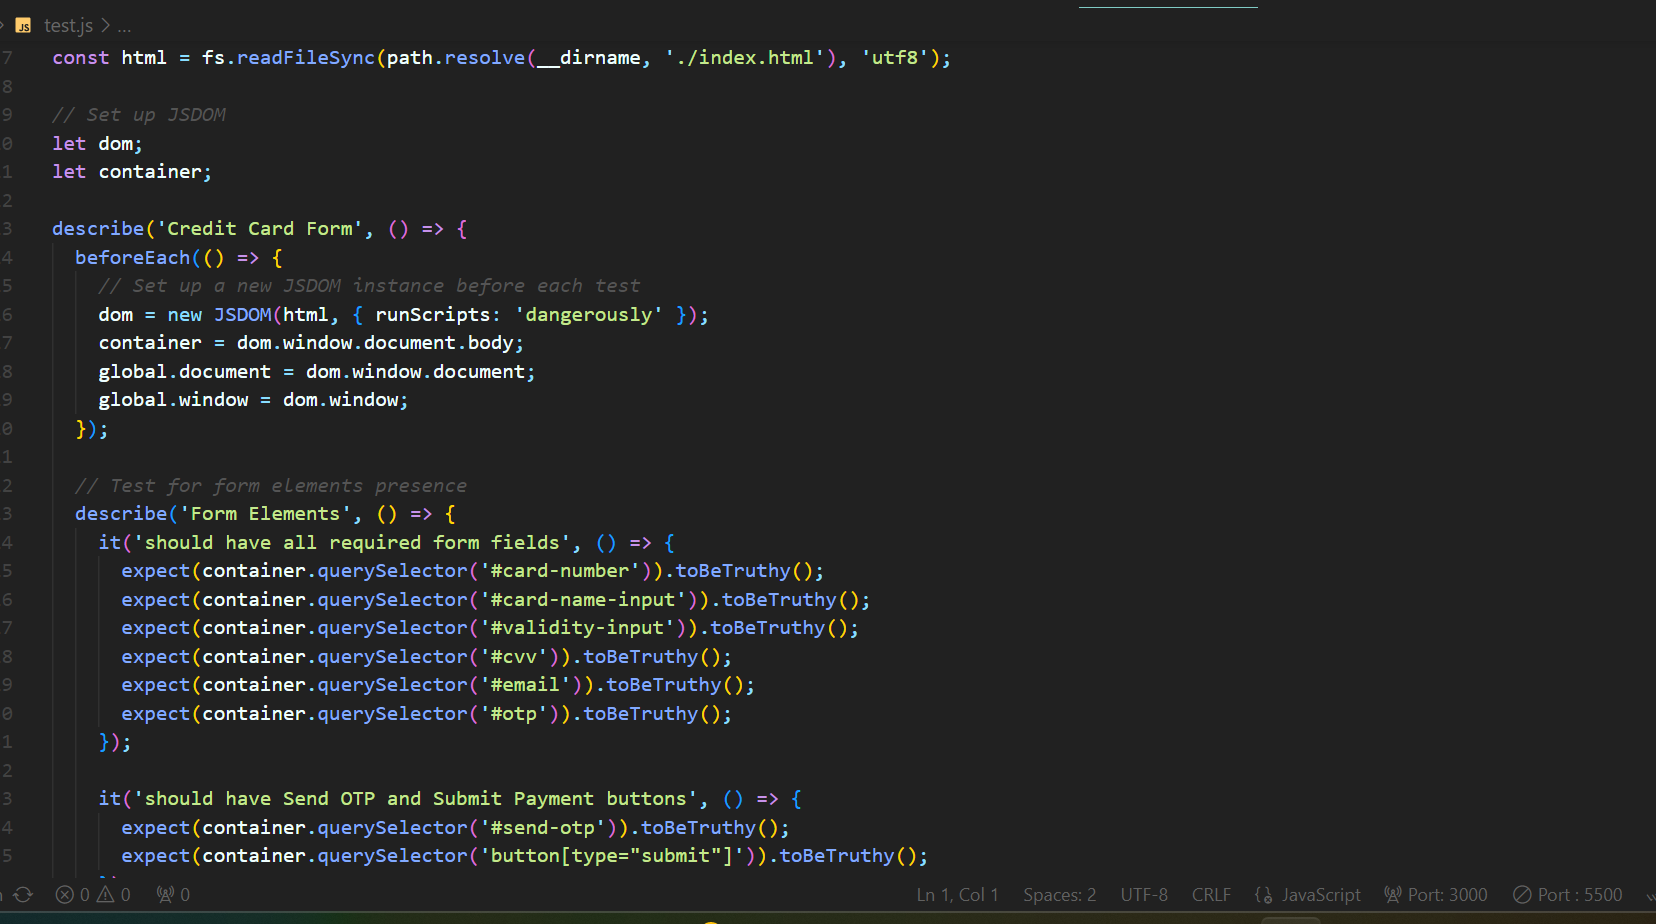 JS test.js > ...
7 const html = fs.readFileSync(path.resolve(__dirname, './index.html'), 'utf8');
8
9 // Set up JSDOM
0 let dom;
1 let container;
2
3 describe('Credit Card Form', () => {
4 beforeEach(() => {
5 // Set up a new JSDOM instance before each test
6 dom = new JSDOM(html, { runScripts: 'dangerously' });
7 container = dom.window.document.body;
8 global.document = dom.window.document;
9 global.window = dom.window;
0 });
1
2 // Test for form elements presence
3 describe('Form Elements', () => {
4 it('should have all required form fields', () => {
5 expect(container.querySelector('#card-number')).toBeTruthy();
6 expect(container.querySelector('#card-name-input')).toBeTruthy();
7 expect(container.querySelector('#validity-input')).toBeTruthy();
8 expect(container.querySelector('#cvv')).toBeTruthy();
9 expect(container.querySelector('#email')).toBeTruthy();
0 expect(container.querySelector('#otp')).toBeTruthy();
1 });
2
3 it('should have Send OTP and Submit Payment buttons', () => {
4 expect(container.querySelector('#send-otp')).toBeTruthy();
5 expect(container.querySelector('button[type="submit"]')).toBeTruthy();
0 0 0 Ln 1, Col 1 Spaces: 2 UTF-8 CRLF {} JavaScript Port: 3000 Port : 5500